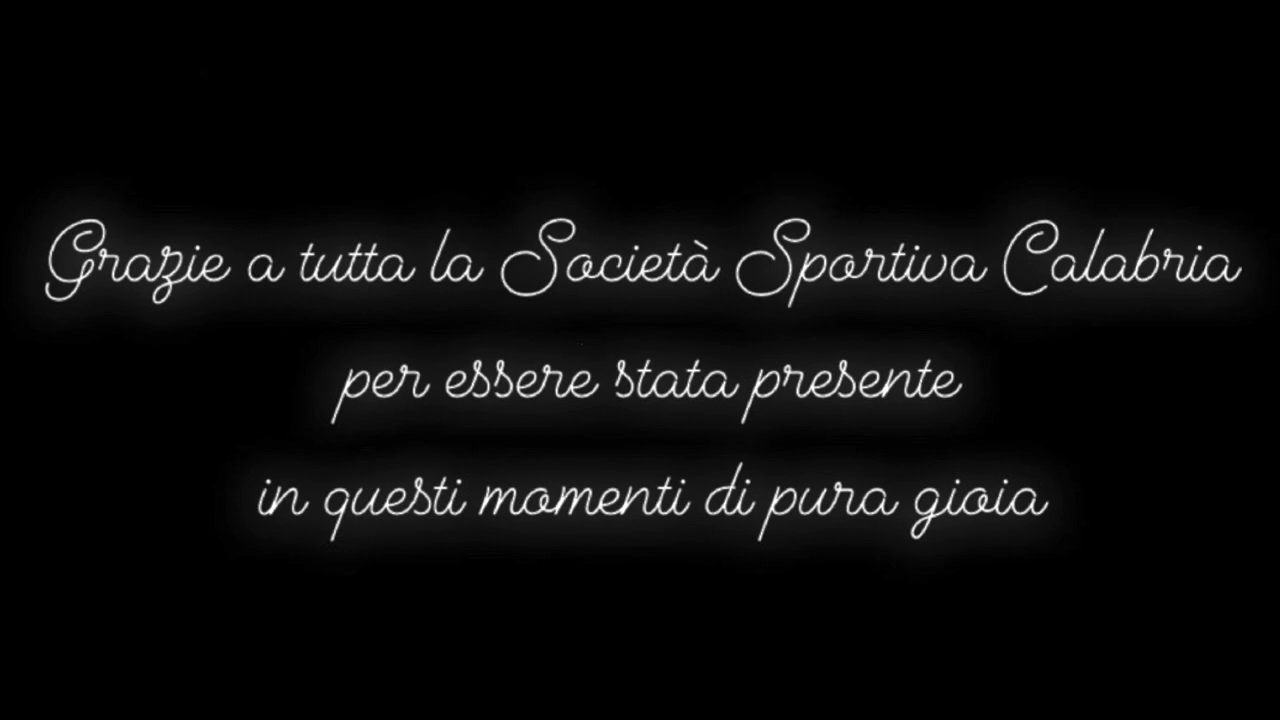 Grazie a tutta la Società Sportiva Calabria
per essere stata presente
in questi momenti di pura gioia